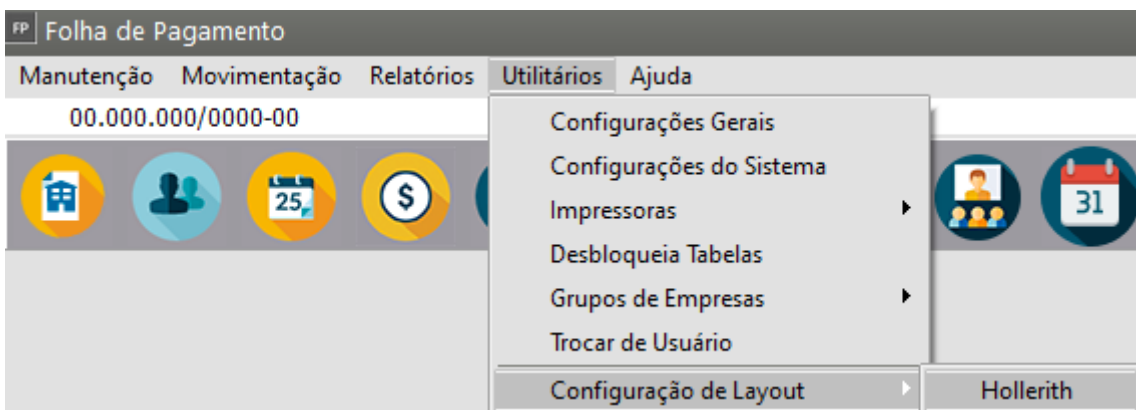 FP Folha de Pagamento
Manutenção Movimentação Relatórios Utilitários Ajuda
00.000.000/0000-00
Configurações Gerais
Configurações do Sistema
Impressoras
Desbloqueia Tabelas
Grupos de Empresas
Trocar de Usuário
Configuração de Layout Hollerith
25
$
31